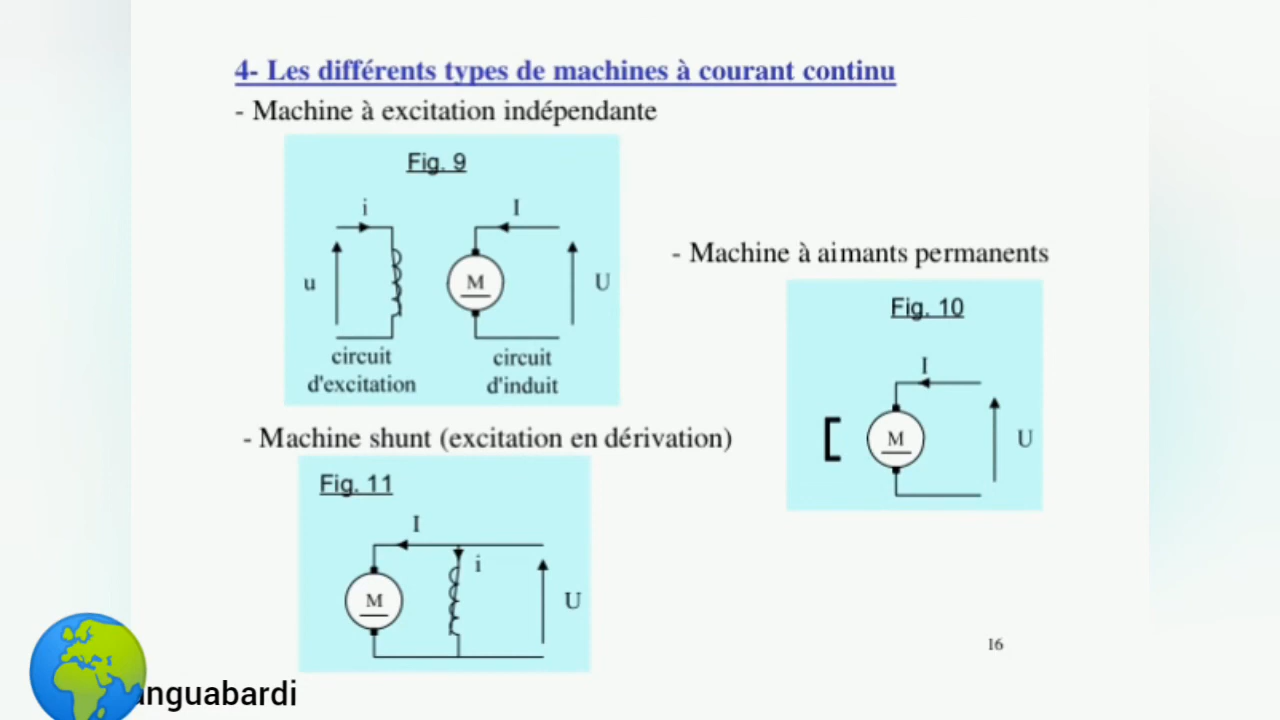 4- Les différents types de machines à courant continu
- Machine à excitation indépendante
Fig. 9
i
I
u
M
U
circuit
d'excitation
circuit
d'induit
- Machine à aimants permanents
Fig. 10
I
M
U
- Machine shunt (excitation en dérivation)
Fig. 11
I
i
M
U
16
anguabardi